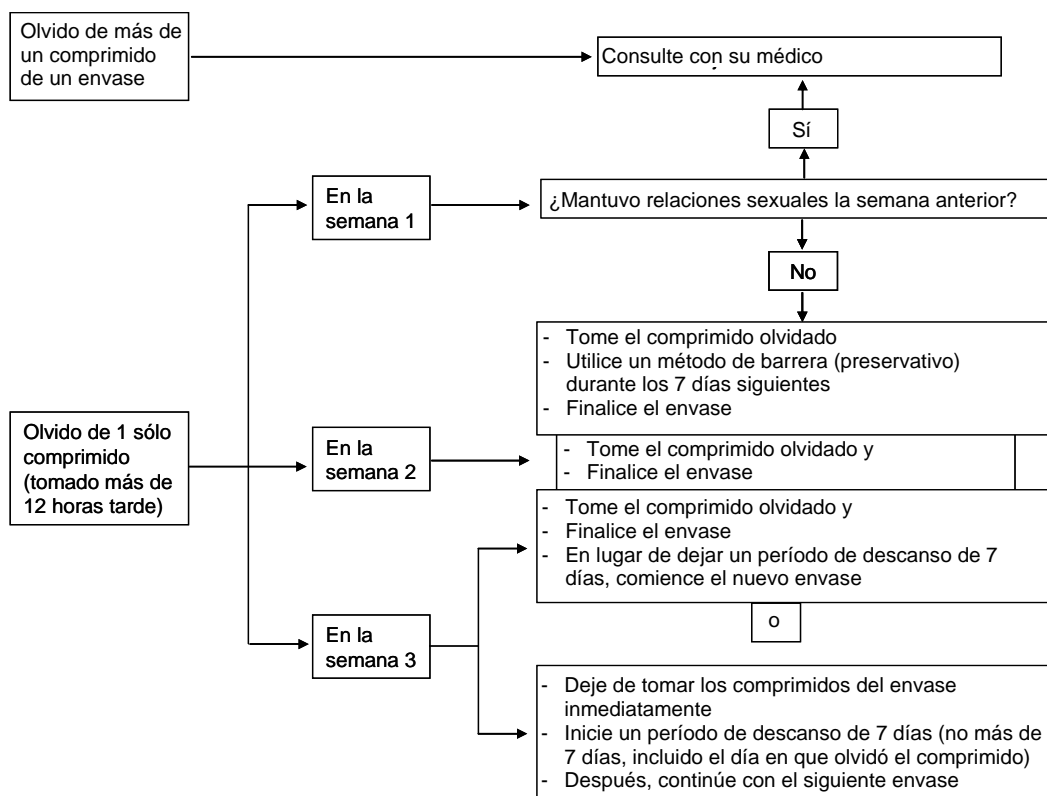 Olvido de más de
un comprimido
de un envase
Consulte con su médico
Sí
En la
semana 1
¿Mantuvo relaciones sexuales la semana anterior?
No
- Tome el comprimido olvidado
- Utilice un método de barrera (preservativo)
durante los 7 días siguientes
- Finalice el envase
Olvido de 1 sólo
comprimido
(tomado más de
12 horas tarde)
En la
semana 2
- Tome el comprimido olvidado y
- Finalice el envase
- Tome el comprimido olvidado y
- Finalice el envase
- En lugar de dejar un período de descanso de 7
días, comience el nuevo envase
o
En la
semana 3
- Deje de tomar los comprimidos del envase
inmediatamente
- Inicie un período de descanso de 7 días (no más de
7 días, incluido el día en que olvidó el comprimido)
- Después, continúe con el siguiente envase